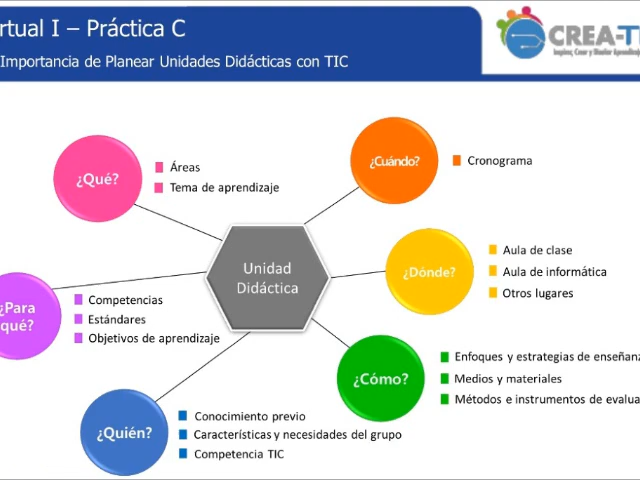 rtual I – Práctica C
Importancia de Planear Unidades Didácticas con TIC
CREA-TI
¿Qué?
Áreas
Tema de aprendizaje
¿Cuándo?
Cronograma
Unidad
Didáctica
¿Dónde?
Aula de clase
Aula de informática
Otros lugares
¿Para
qué?
Competencias
Estándares
Objetivos de aprendizaje
¿Cómo?
Enfoques y estrategias de enseñanz
Medios y materiales
Métodos e instrumentos de evalua
¿Quién?
Conocimiento previo
Características y necesidades del grupo
Competencia TIC